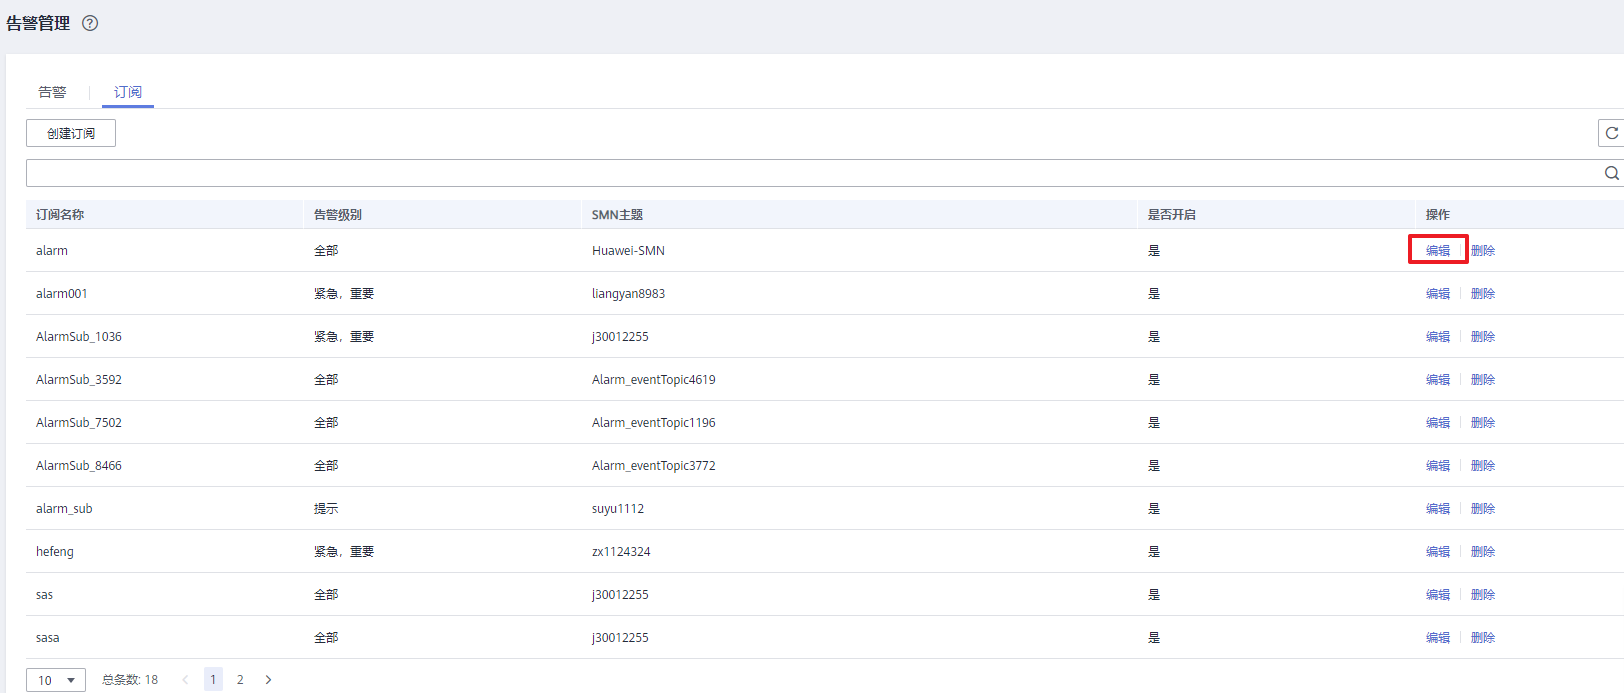 告警管理 ?
告警 订阅
创建订阅
订阅名称 告警级别 SMN主题 是否开启 操作
alarm 全部 Huawei-SMN 是 编辑 删除
alarm001 紧急，重要 liangyan8983 是 编辑 删除
AlarmSub_1036 紧急，重要 j30012255 是 编辑 删除
AlarmSub_3592 全部 Alarm_eventTopic4619 是 编辑 删除
AlarmSub_7502 全部 Alarm_eventTopic1196 是 编辑 删除
AlarmSub_8466 全部 Alarm_eventTopic3772 是 编辑 删除
alarm_sub 提示 suyu1112 是 编辑 删除
hefeng 紧急，重要 zx1124324 是 编辑 删除
sas 全部 j30012255 是 编辑 删除
sasa 全部 j30012255 是 编辑 删除
10 总条数: 18 < 1 2 >